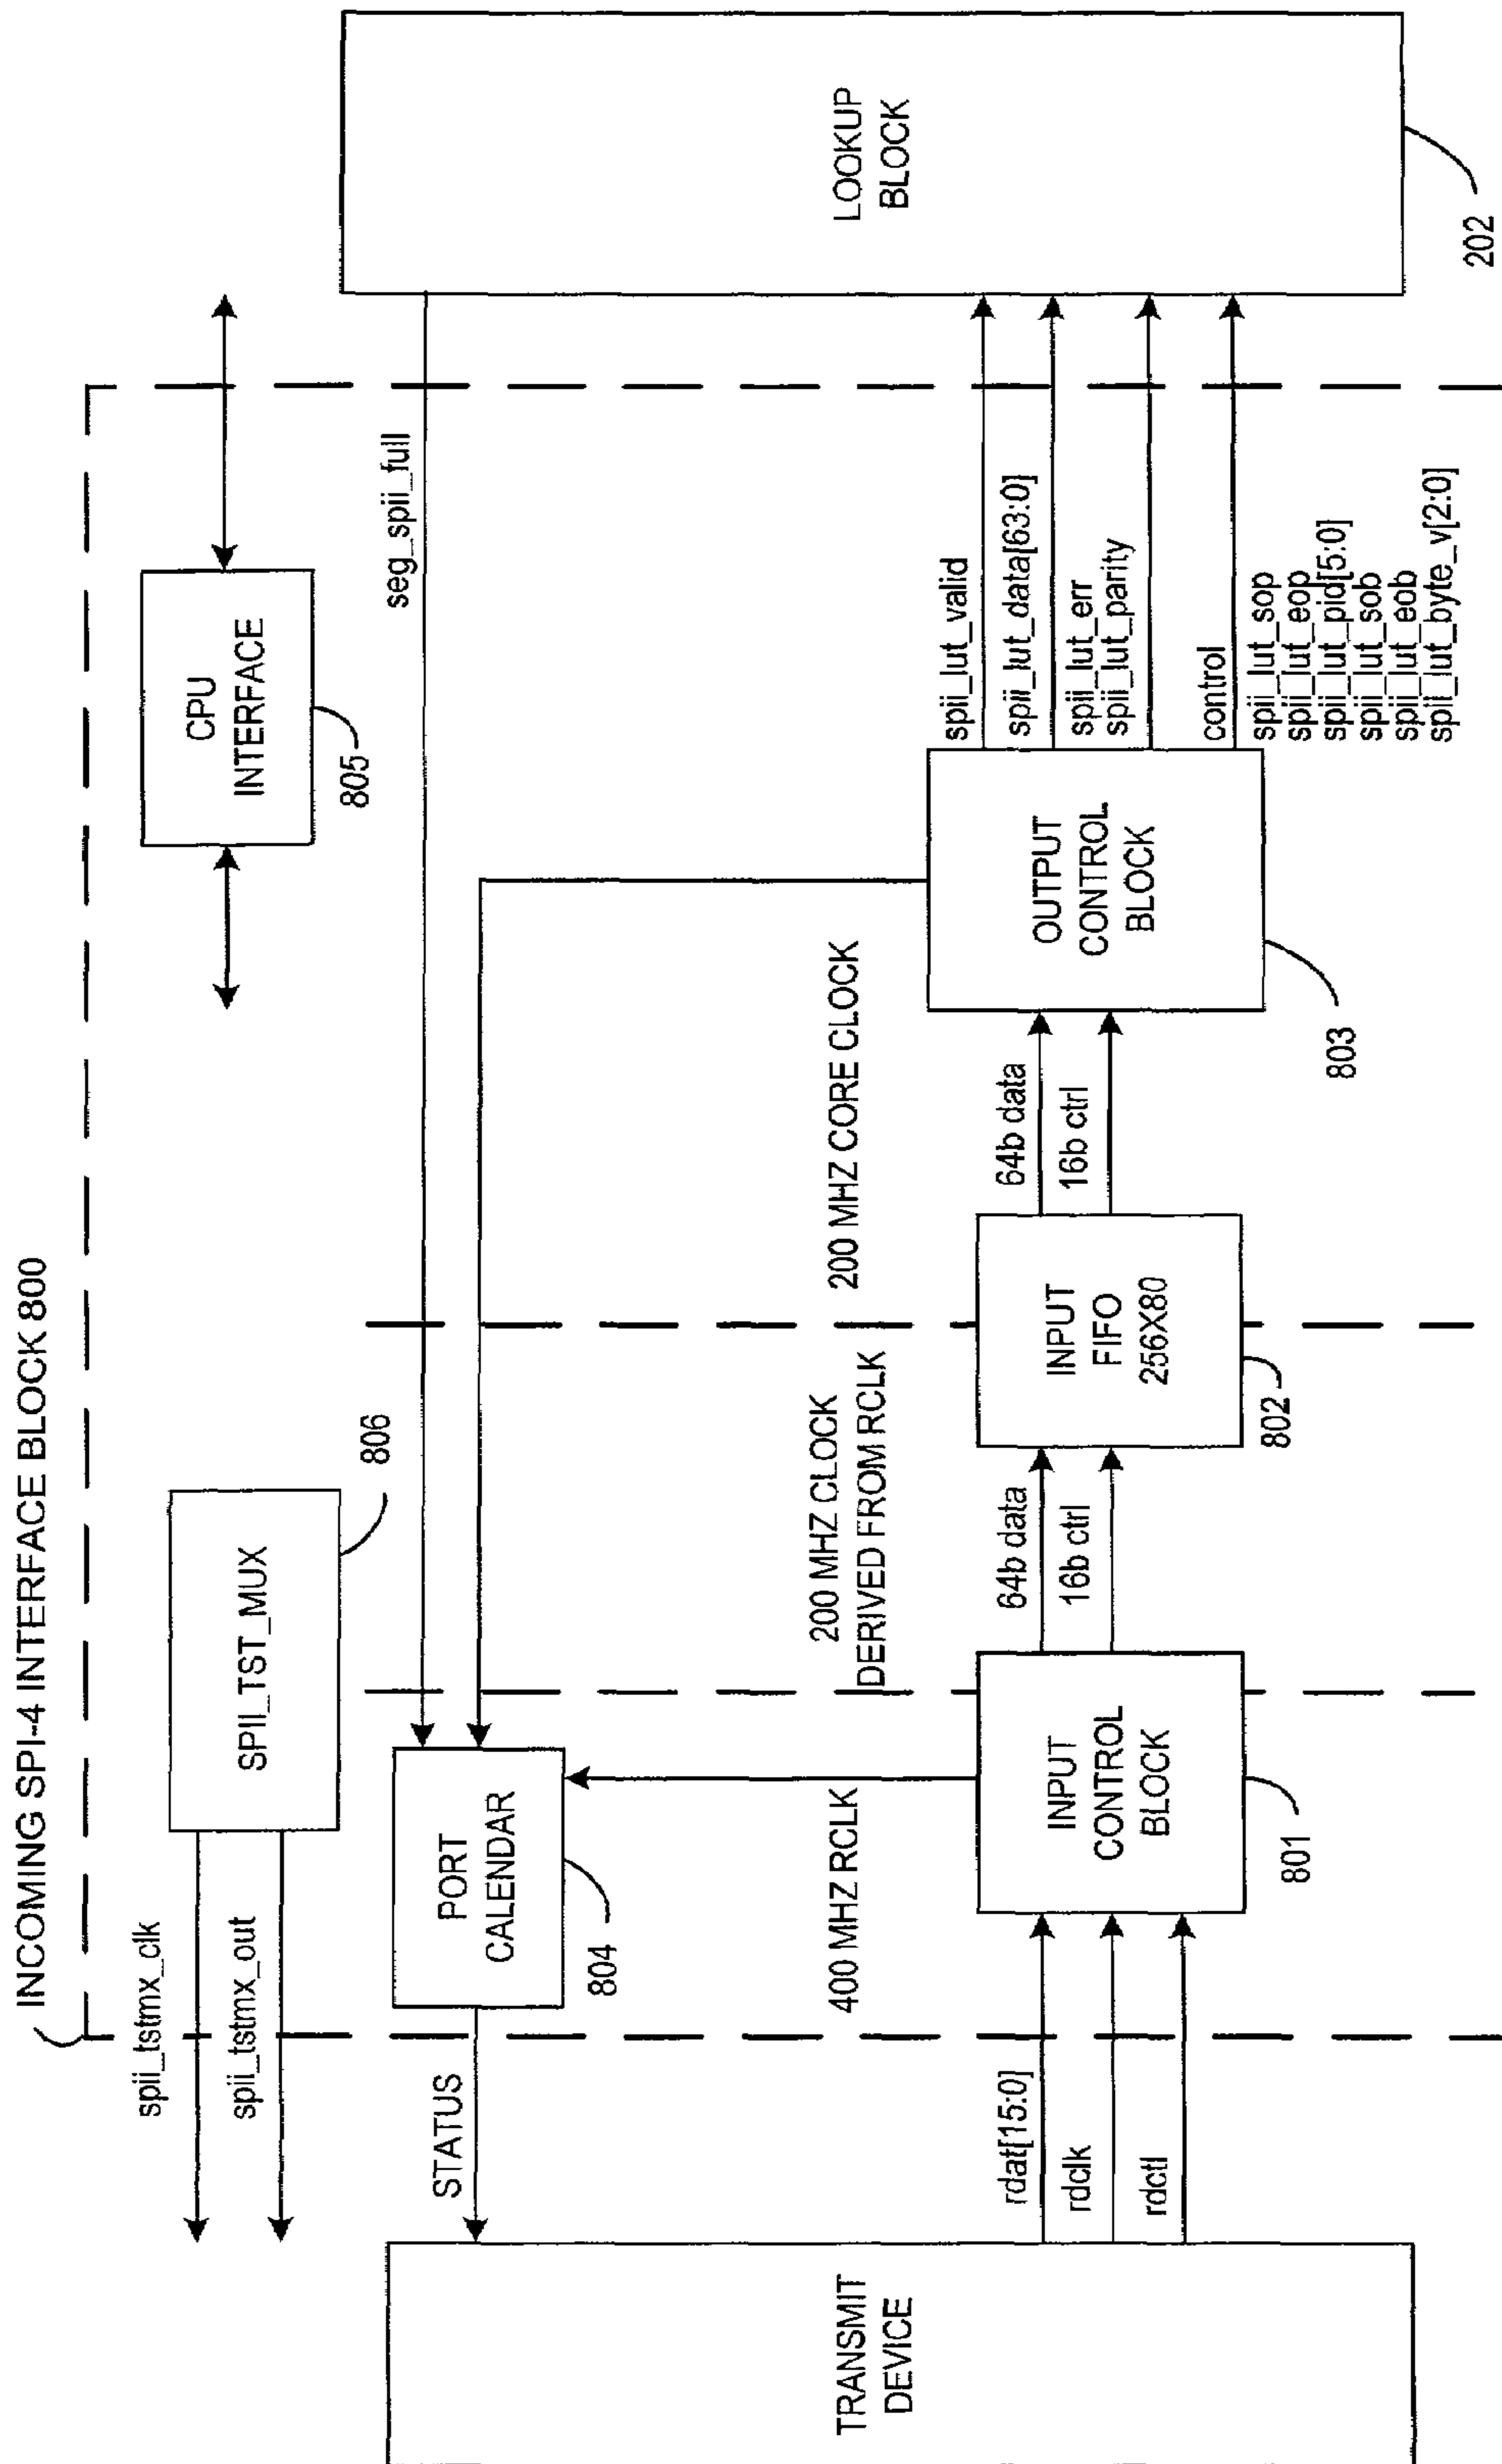 INCOMING SPI-4 INTERFACE BLOCK 800
spii_tstmx_clk
spii_tstmx_out
SPII_TST_MUX
806
CPU
INTERFACE
805
seg_spii_full
STATUS
PORT
CALENDAR
804
400 MHZ RCLK
200 MHZ CLOCK
DERIVED FROM RCLK
200 MHZ CORE CLOCK
TRANSMIT
DEVICE
rdat[15:0]
rdclk
rdctl
INPUT
CONTROL
BLOCK
801
64b data
16b ctrl
INPUT
FIFO
256X80
802
64b data
16b ctrl
OUTPUT
CONTROL
BLOCK
803
spii_lut_valid
spii_lut_data[63:0]
spii_lut_err
spii_lut_parity
control
spii_lut_sop
spii_lut_eop
spii_lut_pid[5:0]
spii_lut_sob
spii_lut_eob
spii_lut_byte_v[2:0]
LOOKUP
BLOCK
202